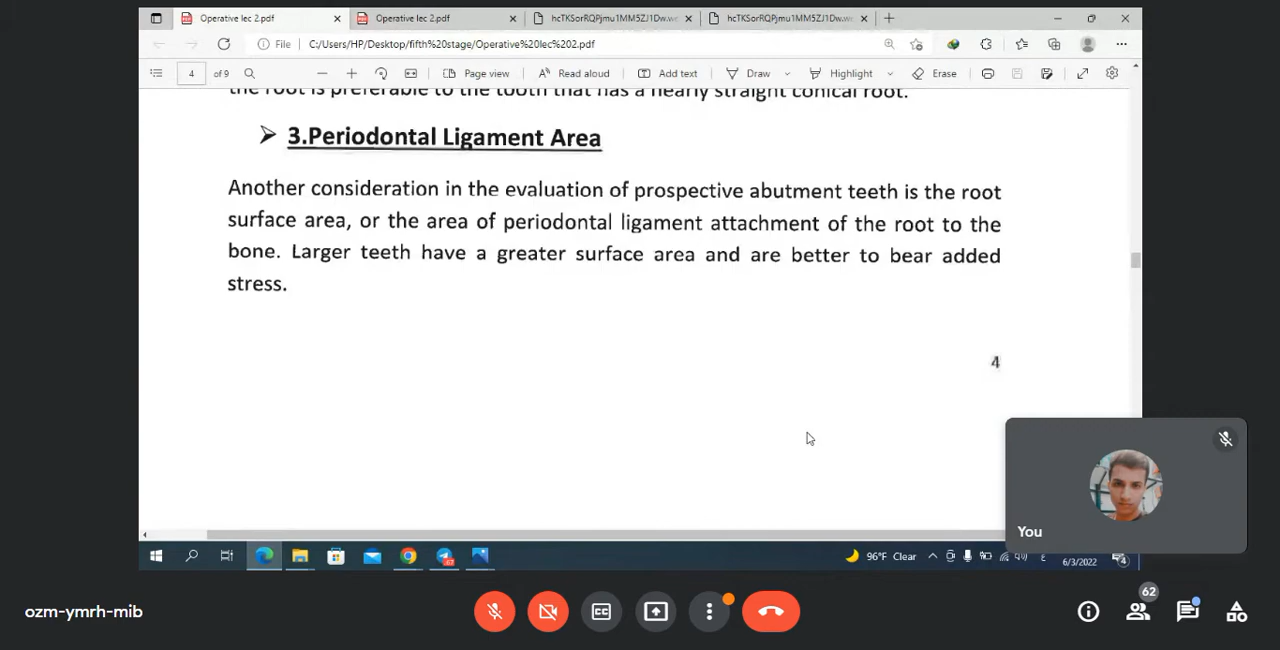 Operative lec 2.pdf
Operative lec 2.pdf
hcTKSorRQPjmu1MM5ZJ1Dw.we
hcTKSorRQPjmu1MM5ZJ1Dw.we
File C:/Users/HP/Desktop/fifth%20stage/Operative%20lec%202.pdf
4 of 9 Page view Read aloud Add text Draw Highlight Erase
the root is preferable to the tooth that has a nearly straight conical root.
3.Periodontal Ligament Area
Another consideration in the evaluation of prospective abutment teeth is the root
surface area, or the area of periodontal ligament attachment of the root to the
bone. Larger teeth have a greater surface area and are better to bear added
stress.
4
You
96°F Clear
6/3/2022
4
ozm-ymrh-mib
62